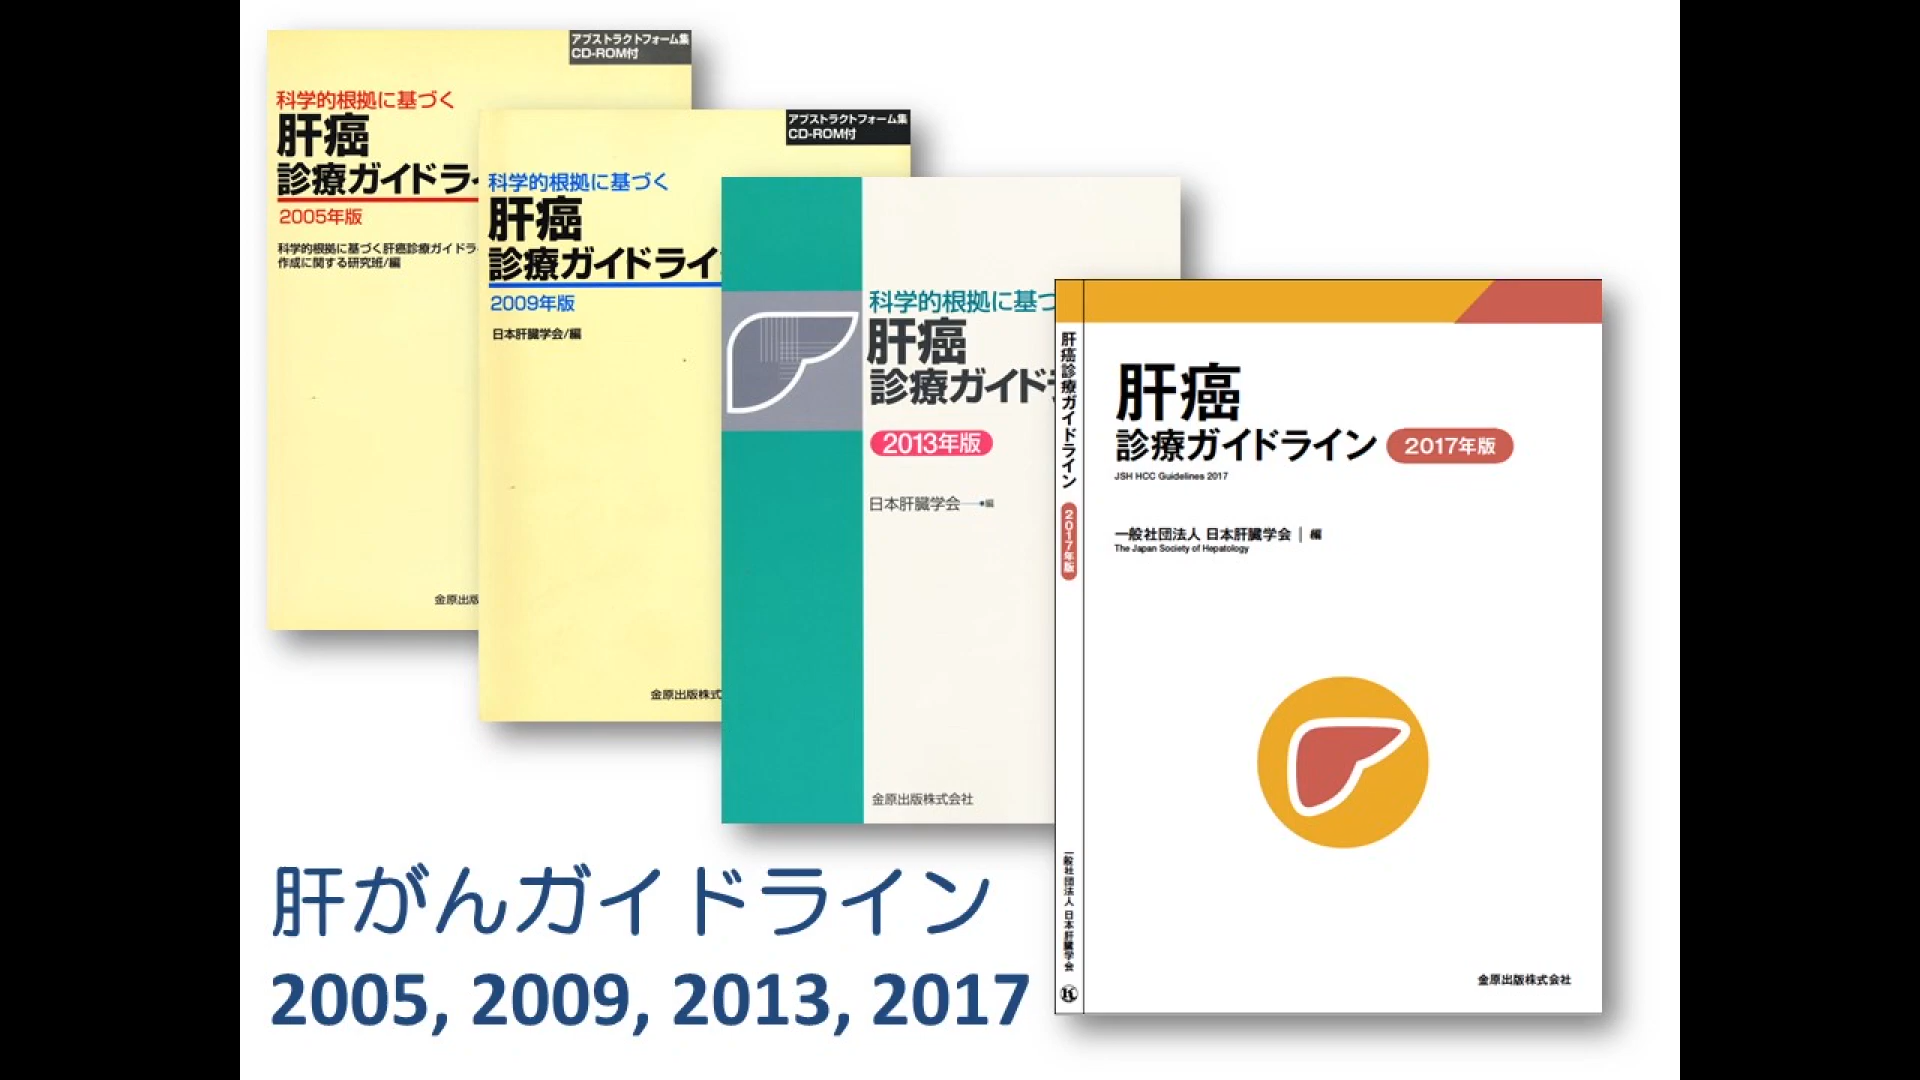 アブストラクトフォーム集
CD-ROM付
科学的根拠に基づく
肝癌
診療ガイドライ
2005年版
科学的根拠に基づく肝癌診療ガイドラ
作成に関する研究班/編
金原出版
アブストラクトフォーム集
CD-ROM付
科学的根拠に基づく
肝癌
診療ガイドライ
2009年版
日本肝臓学会/編
金原出版株式
科学的根拠に基づ
肝癌
診療ガイドラ
2013年版
日本肝臓学会 編
金原出版株式会社
肝癌診療ガイドライン 2017年版
一般社団法人 日本肝臓学会
肝癌
診療ガイドライン 2017年版
JSH HCC Guidelines 2017
一般社団法人 日本肝臓学会 | 編
The Japan Society of Hepatology
金原出版株式会社
肝がんガイドライン
2005, 2009, 2013, 2017